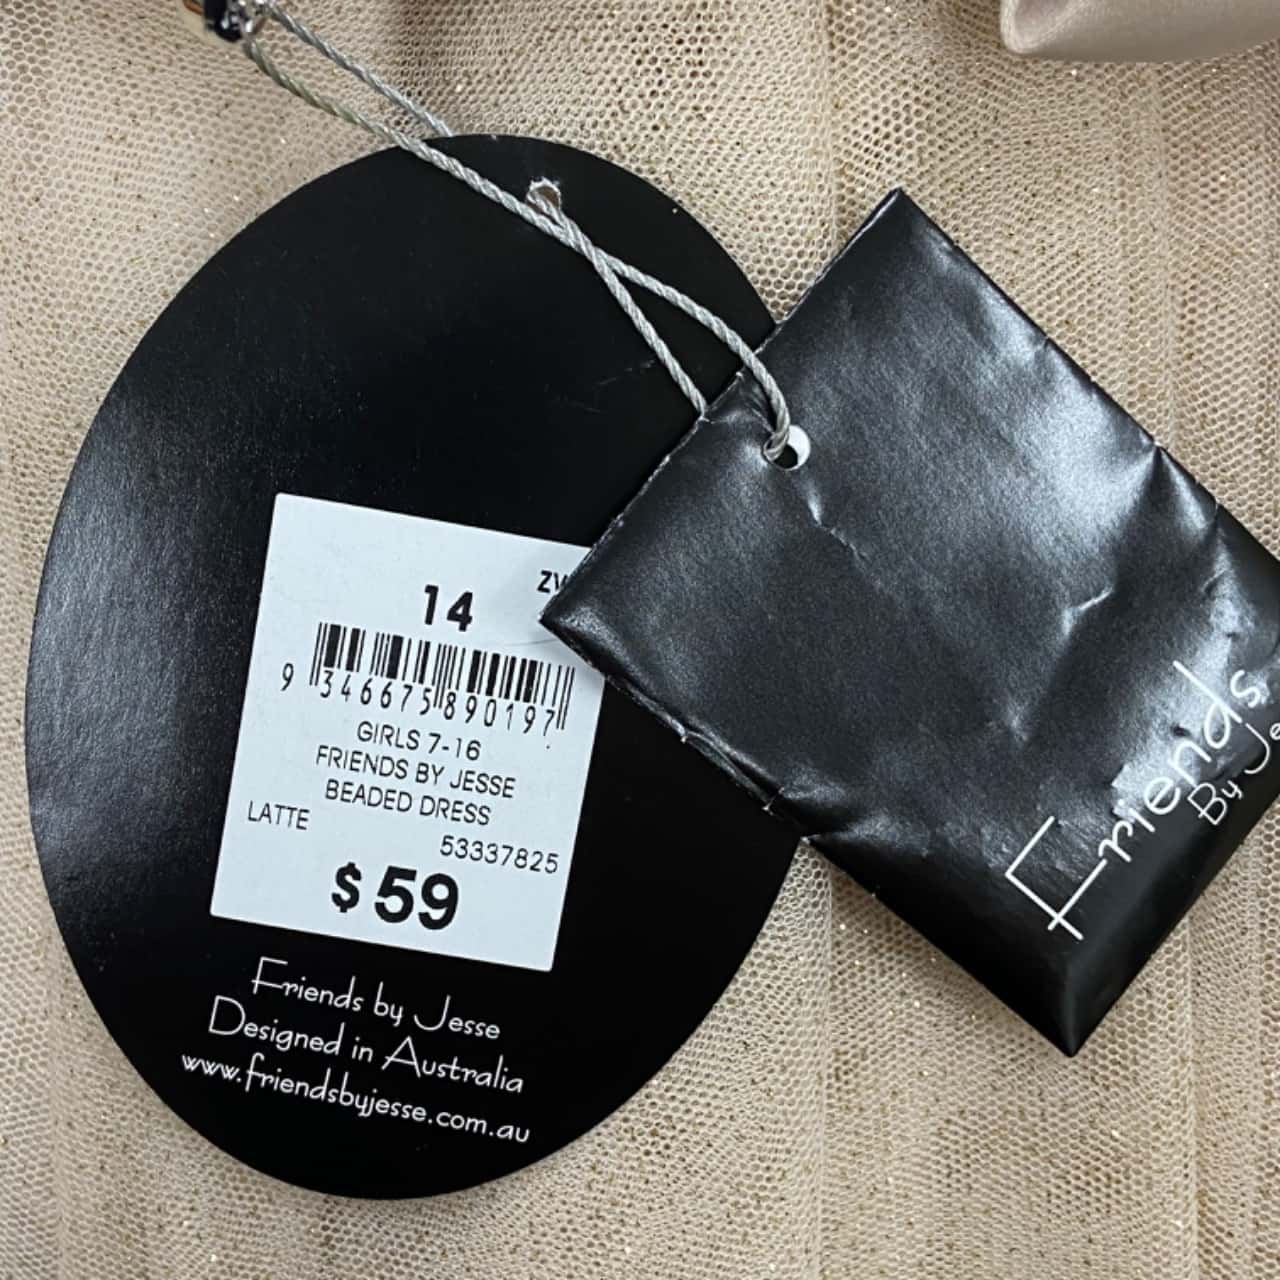 14
9 346675 890197
GIRLS 7-16
FRIENDS BY JESSE
BEADED DRESS
LATTE
53337825
$59
Friends by Jesse
Designed in Australia
www.friendsbyjesse.com.au
Friends
By